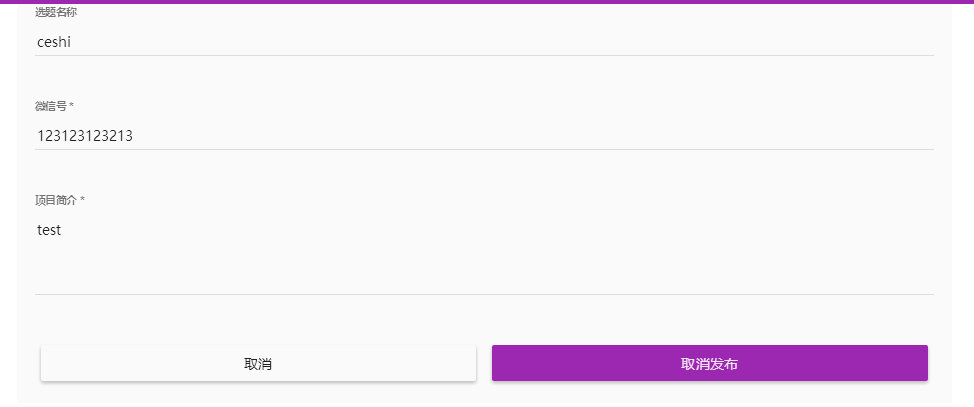 选题名称
ceshi
微信号 *
123123123213
项目简介 *
test
取消
取消发布